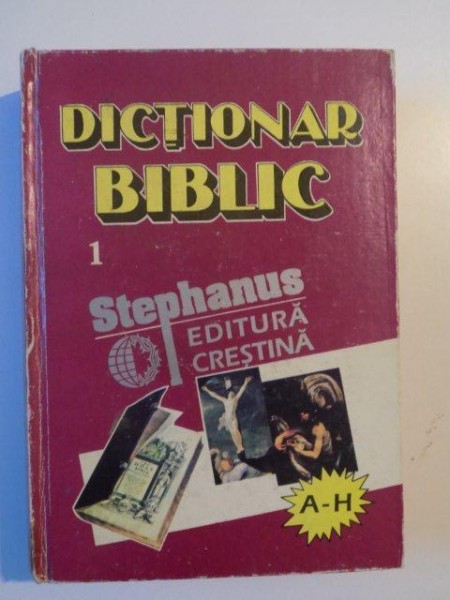 DICȚIONAR
BIBLIC
1
Stephanus
EDITURĂ
CREȘTINĂ
A-H